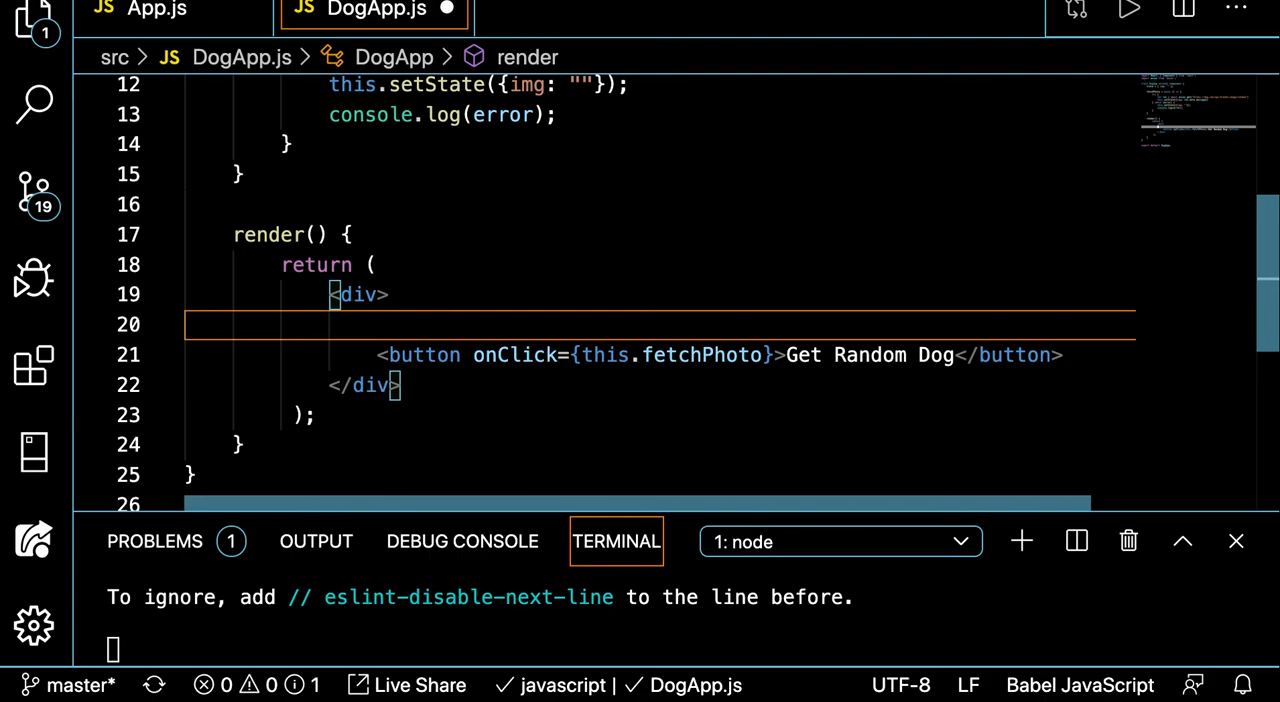 JS App.js
JS DogApp.js
1
src > JS DogApp.js > DogApp > render
12 this.setState({img: ""});
13 console.log(error);
14 }
15 }
16
17 render() {
18 return (
19 <div>
20
21 <button onClick={this.fetchPhoto}>Get Random Dog</button>
22 </div>
23 );
24 }
25 }
26
19
PROBLEMS 1 OUTPUT DEBUG CONSOLE TERMINAL 1: node
To ignore, add // eslint-disable-next-line to the line before.
master* 0 0 1 Live Share ✓ javascript | ✓ DogApp.js UTF-8 LF Babel JavaScript